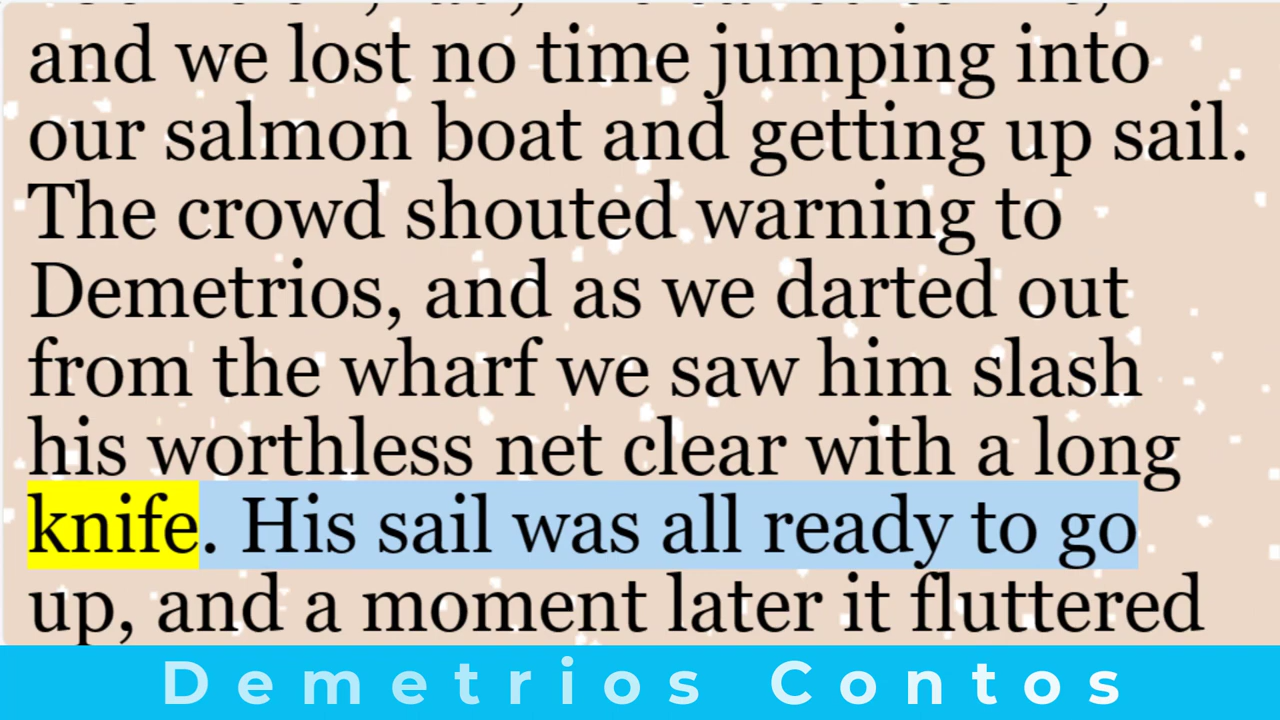 and we lost no time jumping into
our salmon boat and getting up sail.
The crowd shouted warning to
Demetrios, and as we darted out
from the wharf we saw him slash
his worthless net clear with a long
knife. His sail was all ready to go
up, and a moment later it fluttered
Demetrios Contos